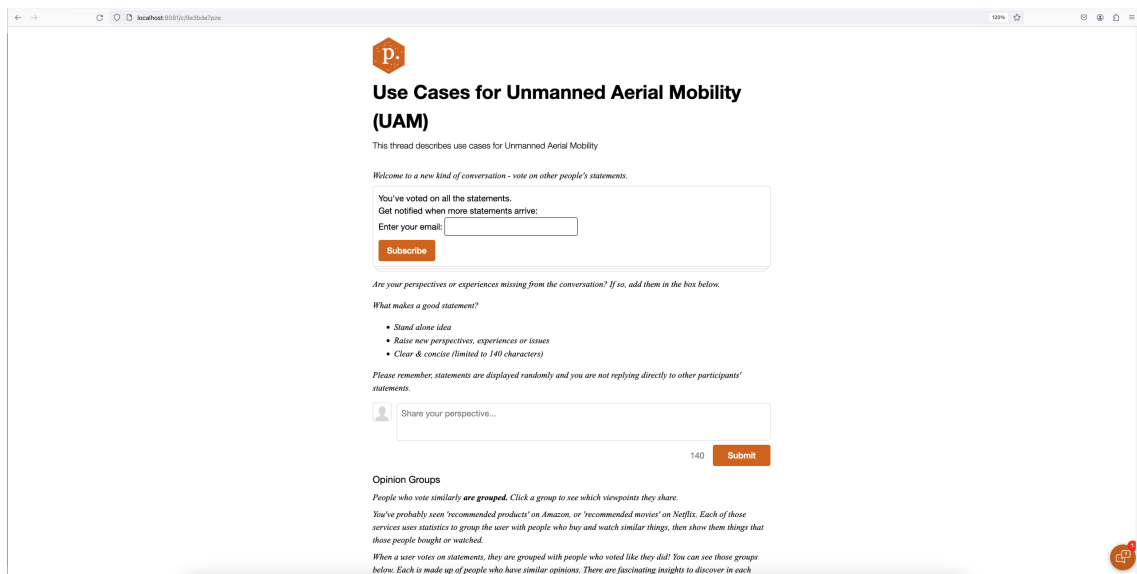 localhost:8081/c/9a3bde7pze
120%
p.
Use Cases for Unmanned Aerial Mobility
(UAM)
This thread describes use cases for Unmanned Aerial Mobility
Welcome to a new kind of conversation - vote on other people's statements.
You've voted on all the statements.
Get notified when more statements arrive:
Enter your email:
Subscribe
Are your perspectives or experiences missing from the conversation? If so, add them in the box below.
What makes a good statement?
• Stand alone idea
• Raise new perspectives, experiences or issues
• Clear & concise (limited to 140 characters)
Please remember, statements are displayed randomly and you are not replying directly to other participants'
statements.
Share your perspective...
140 Submit
Opinion Groups
People who vote similarly are grouped. Click a group to see which viewpoints they share.
You've probably seen 'recommended products' on Amazon, or 'recommended movies' on Netflix. Each of those
services uses statistics to group the user with people who buy and watch similar things, then show them things that
those people bought or watched.
When a user votes on statements, they are grouped with people who voted like they did! You can see those groups
below. Each is made up of people who have similar opinions. There are fascinating insights to discover in each
1